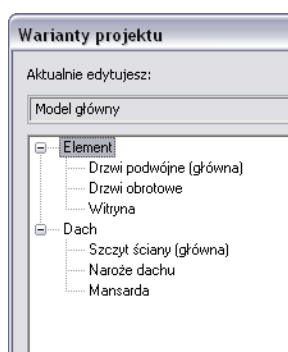 Warianty projektu
Aktualnie edytujesz:
Model główny
Element
Drzwi podwójne (główna)
Drzwi obrotowe
Witryna
Dach
Szczyt ściany (główna)
Naroże dachu
Mansarda